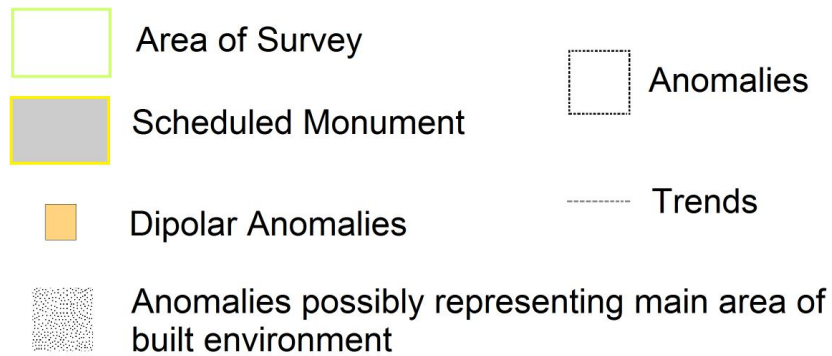 Area of Survey
Scheduled Monument
Dipolar Anomalies
Anomalies possibly representing main area of
built environment
Anomalies
Trends